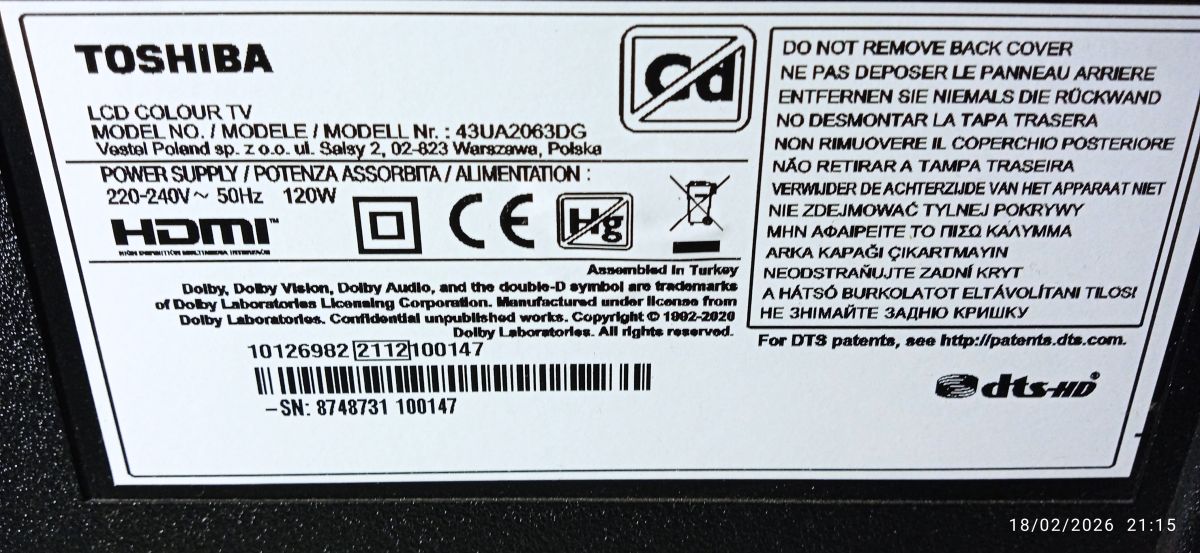 TOSHIBA
Cd
LCD COLOUR TV
MODEL NO. / MODELE / MODELL Nr. : 43UA2063DG
Vestel Poland sp. z o.o. ul. Salsy 2, 02-823 Warszawa, Polska
POWER SUPPLY / POTENZA ASSORBITA / ALIMENTATION :
220-240V ~ 50Hz 120W
HDMI™
HIGH DEFINITION MULTIMEDIA INTERFACE
CE
Hg
Assembled in Turkey
Dolby, Dolby Vision, Dolby Audio, and the double-D symbol are trademarks
of Dolby Laboratories Licensing Corporation. Manufactured under license from
Dolby Laboratories. Confidential unpublished works. Copyright © 1992-2020
Dolby Laboratories. All rights reserved.
10126982 2112 100147
-SN: 8748731 100147
DO NOT REMOVE BACK COVER
NE PAS DEPOSER LE PANNEAU ARRIERE
ENTFERNEN SIE NIEMALS DIE RÜCKWAND
NO DESMONTAR LA TAPA TRASERA
NON RIMUOVERE IL COPERCHIO POSTERIORE
NÃO RETIRAR A TAMPA TRASEIRA
VERWIJDER DE ACHTERZIJDE VAN HET APPARAAT NIET
NIE ZDEJMOWAĆ TYLNEJ POKRYWY
ΜΗΝ ΑΦΑΙΡΕΙΤΕ ΤΟ ΠΙΣΩ ΚΑΛΥΜΜΑ
ARKA KAPAĞI ÇIKARTMAYIN
NEODSTRAŇUJTE ZADNÍ KRYT
A HÁTSÓ BURKOLATOT ELTÁVOLÍTANI TILOS!
НЕ ЗНІМАЙТЕ ЗАДНЮ КРИШКУ
For DTS patents, see http://patents.dts.com.
dts-HD®
18/02/2026 21:15